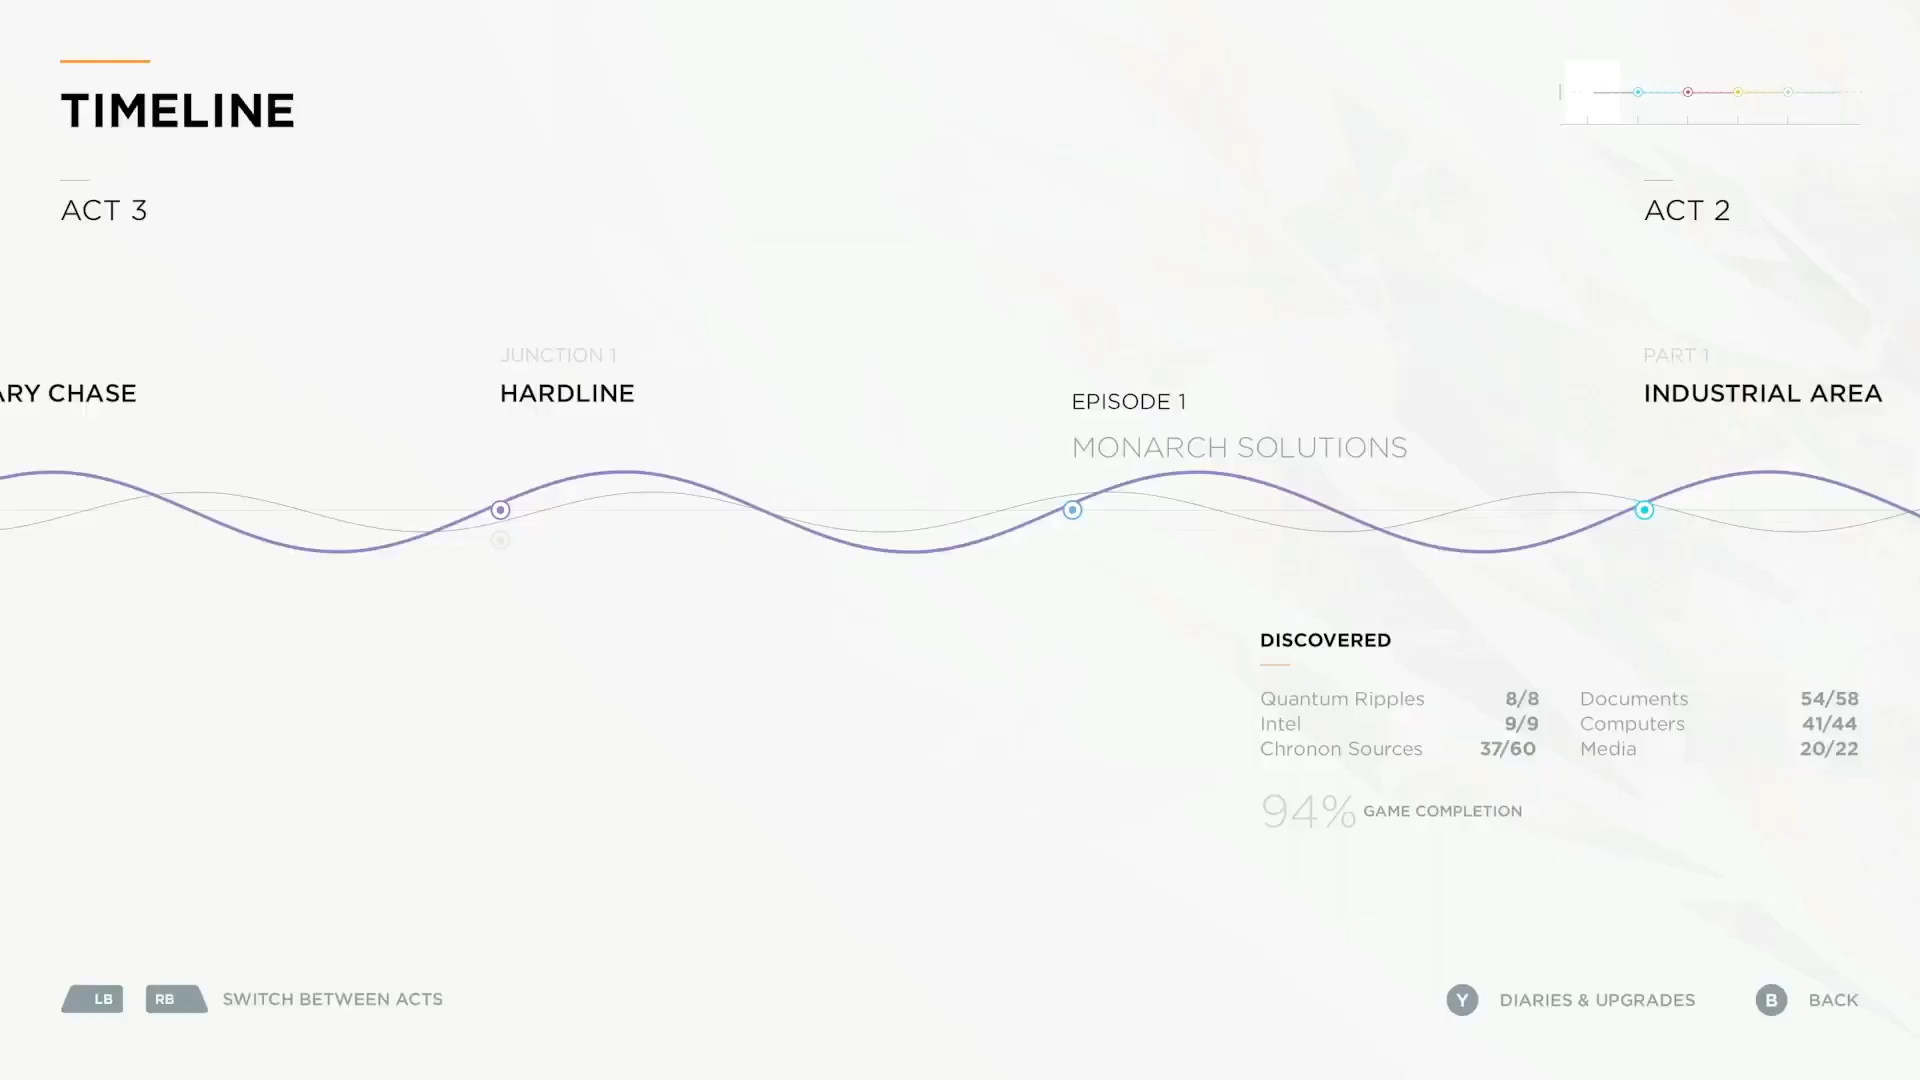 TIMELINE
ACT 3
ACT 2
ARY CHASE
JUNCTION 1
HARDLINE
EPISODE 1
MONARCH SOLUTIONS
PART 1
INDUSTRIAL AREA
DISCOVERED
Quantum Ripples 8/8 Documents 54/58
Intel 9/9 Computers 41/44
Chronon Sources 37/60 Media 20/22
94% GAME COMPLETION
LB RB SWITCH BETWEEN ACTS
Y DIARIES & UPGRADES B BACK